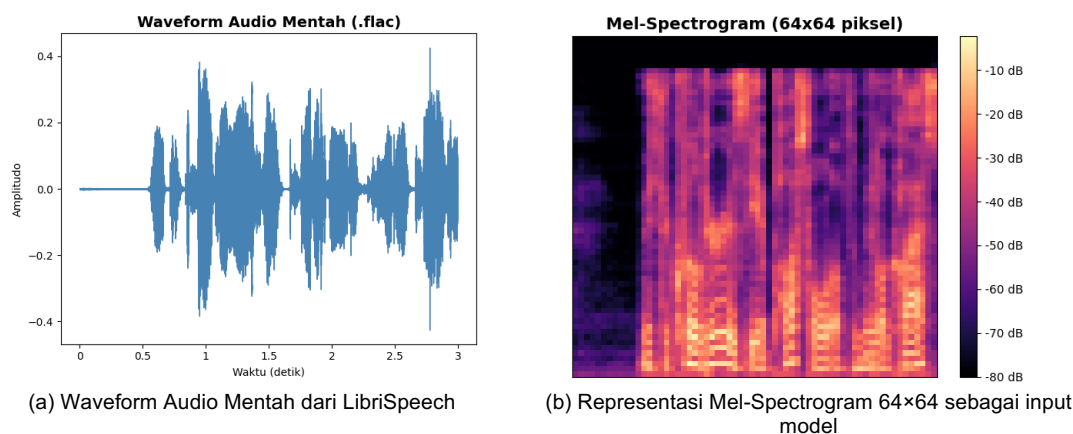 Waveform Audio Mentah (.flac)
0.4
0.2
0.0
−0.2
−0.4
Amplitudo
0 0.5 1 1.5 2 2.5 3
Waktu (detik)
(a) Waveform Audio Mentah dari LibriSpeech
Mel-Spectrogram (64x64 piksel)
-10 dB
-20 dB
-30 dB
-40 dB
-50 dB
-60 dB
-70 dB
-80 dB
(b) Representasi Mel-Spectrogram 64×64 sebagai input
model